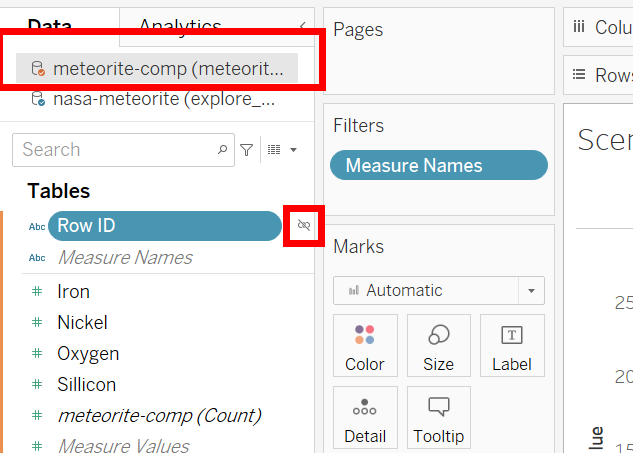 Data
Analytics
meteorite-comp (meteorit...
nasa-meteorite (explore_...
Search
Tables
Abc Row ID
Abc Measure Names
# Iron
# Nickel
# Oxygen
# Sillicon
# meteorite-comp (Count)
# Measure Values
Pages
Filters
Measure Names
Marks
Automatic
Color
Size
T
Label
Detail
Tooltip
Colu
Rows
Scen
25
20
15
lue